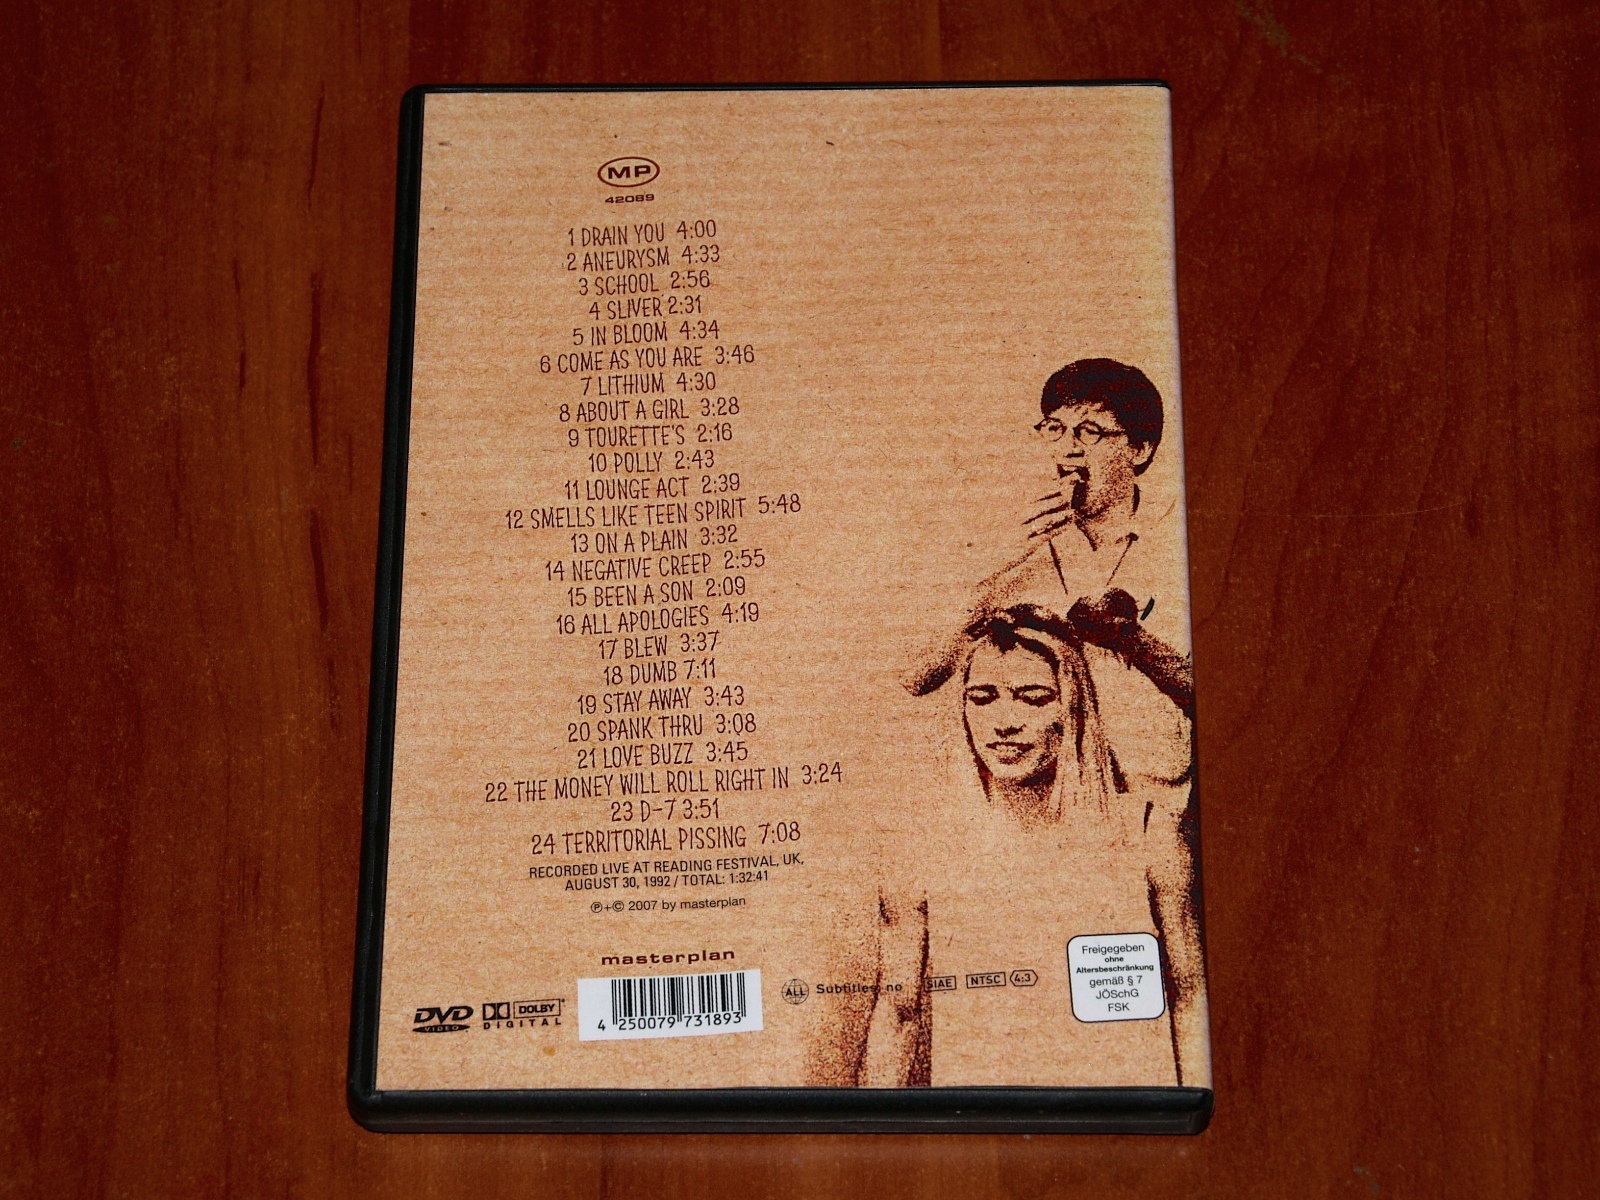 MP
42089
1 DRAIN YOU 4:00
2 ANEURYSM 4:33
3 SCHOOL 2:56
4 SLIVER 2:31
5 IN BLOOM 4:34
6 COME AS YOU ARE 3:46
7 LITHIUM 4:30
8 ABOUT A GIRL 3:28
9 TOURETTE'S 2:16
10 POLLY 2:43
11 LOUNGE ACT 2:39
12 SMELLS LIKE TEEN SPIRIT 5:48
13 ON A PLAIN 3:32
14 NEGATIVE CREEP 2:55
15 BEEN A SON 2:09
16 ALL APOLOGIES 4:19
17 BLEW 3:37
18 DUMB 7:11
19 STAY AWAY 3:43
20 SPANK THRU 3:08
21 LOVE BUZZ 3:45
22 THE MONEY WILL ROLL RIGHT IN 3:24
23 D-7 3:51
24 TERRITORIAL PISSING 7:08
RECORDED LIVE AT READING FESTIVAL, UK,
AUGUST 30, 1992 / TOTAL: 1:32:41
℗+© 2007 by masterplan
masterplan
DVD VIDEO
DOLBY DIGITAL
4 250079 731893
ALL Subtitles: no SIAE NTSC 4:3
Freigegeben
ohne
Altersbeschränkung
gemäß § 7
JÖSchG
FSK